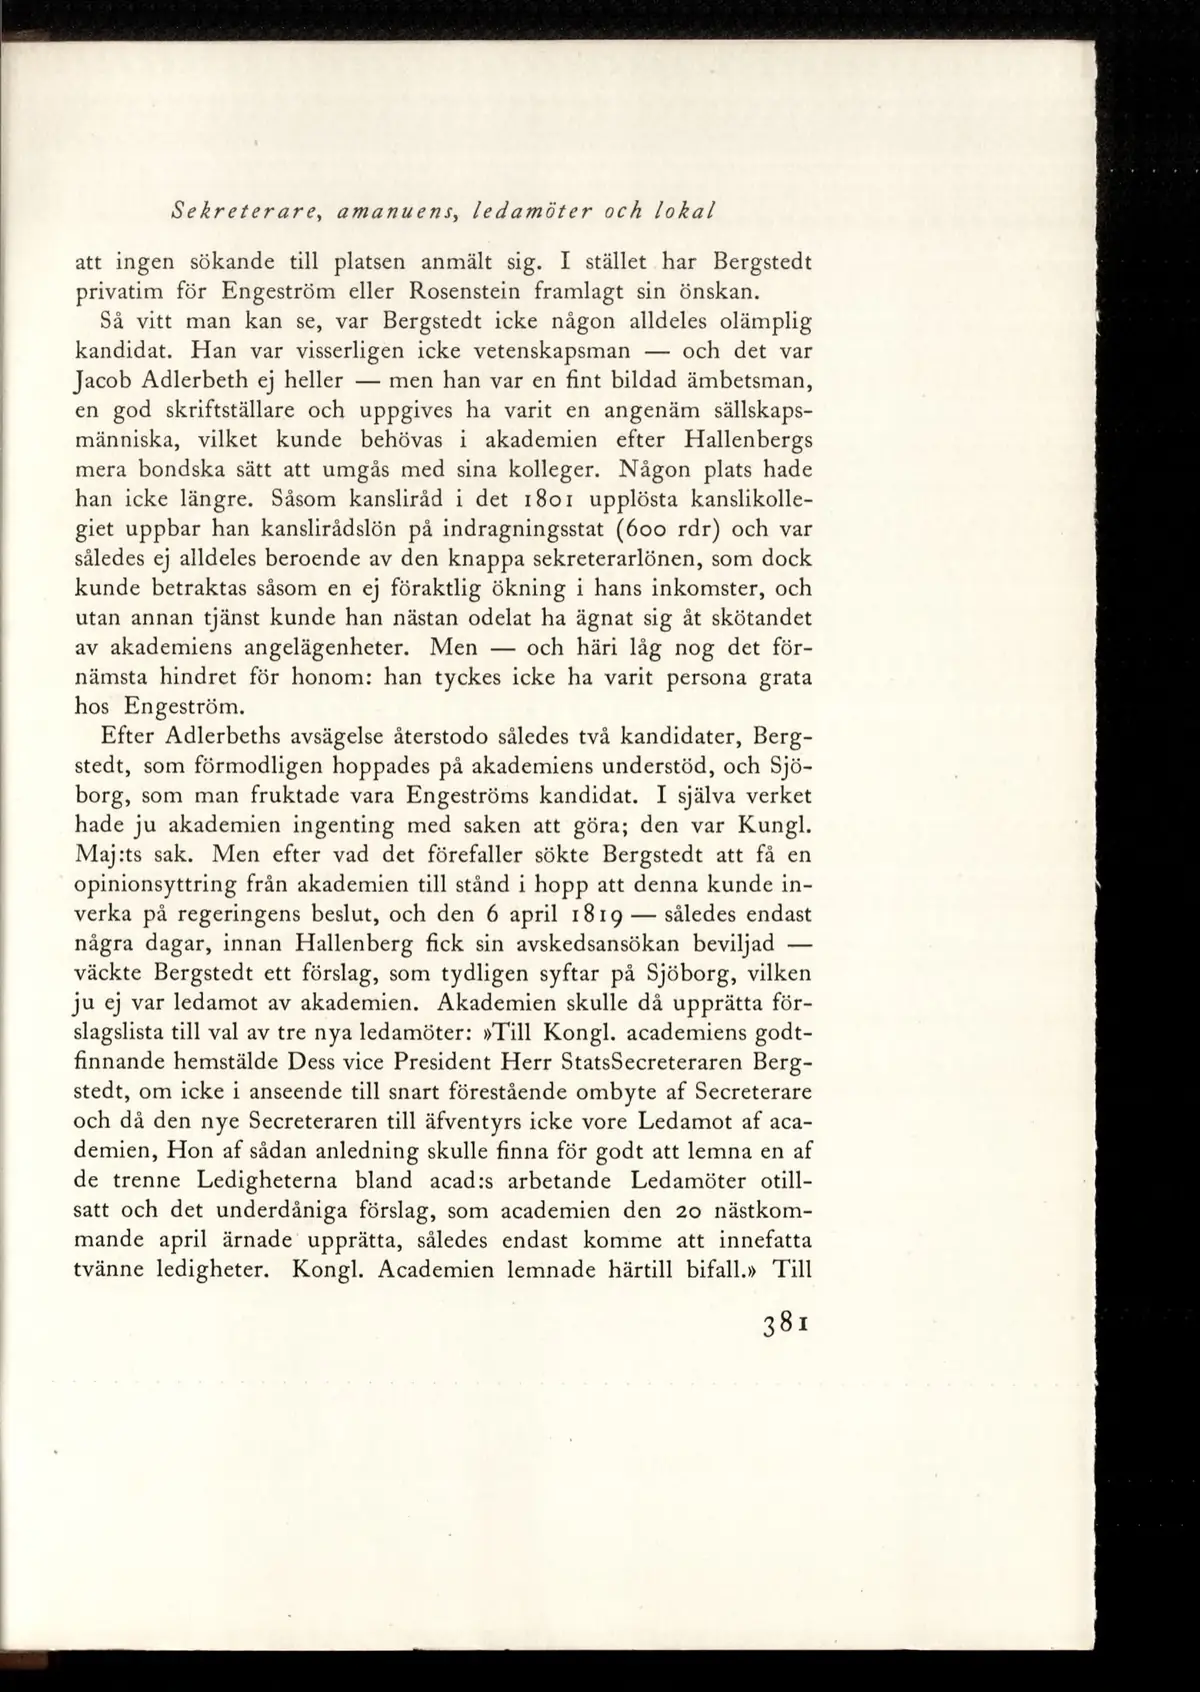 Sekreterare, amanuens, ledamöter och lokal
att ingen sökande till platsen anmält sig. I stället har Bergstedt
privatim för Engeström eller Rosenstein framlagt sin önskan.
Så vitt man kan se, var Bergstedt icke någon alldeles olämplig
kandidat. Han var visserligen icke vetenskapsman — och det var
Jacob Adlerbeth ej heller — men han var en fint bildad ämbetsman,
en god skriftställare och uppgives ha varit en angenäm sällskaps-
människa, vilket kunde behövas i akademien efter Hallenbergs
mera bondska sätt att umgås med sina kolleger. Någon plats hade
han icke längre. Såsom kansliråd i det 1801 upplösta kanslikolle-
giet uppbar han kanslirådslön på indragningsstat (600 rdr) och var
således ej alldeles beroende av den knappa sekreterarlönen, som dock
kunde betraktas såsom en ej föraktlig ökning i hans inkomster, och
utan annan tjänst kunde han nästan odelat ha ägnat sig åt skötandet
av akademiens angelägenheter. Men — och häri låg nog det för-
nämsta hindret för honom: han tyckes icke ha varit persona grata
hos Engeström.
Efter Adlerbeths avsägelse återstodo således två kandidater, Berg-
stedt, som förmodligen hoppades på akademiens understöd, och Sjö-
borg, som man fruktade vara Engeströms kandidat. I själva verket
hade ju akademien ingenting med saken att göra; den var Kungl.
Maj:ts sak. Men efter vad det förefaller sökte Bergstedt att få en
opinionsyttring från akademien till stånd i hopp att denna kunde in-
verka på regeringens beslut, och den 6 april 1819 — således endast
några dagar, innan Hallenberg fick sin avskedsansökan beviljad —
väckte Bergstedt ett förslag, som tydligen syftar på Sjöborg, vilken
ju ej var ledamot av akademien. Akademien skulle då upprätta för-
slagslista till val av tre nya ledamöter: »Till Kongl. academiens godt-
finnande hemstälde Dess vice President Herr StatsSecreteraren Berg-
stedt, om icke i anseende till snart förestående ombyte af Secreterare
och då den nye Secreteraren till äfventyrs icke vore Ledamot af aca-
demien, Hon af sådan anledning skulle finna för godt att lemna en af
de trenne Ledigheterna bland acad:s arbetande Ledamöter otill-
satt och det underdåniga förslag, som academien den 20 nästkom-
mande april ärnade upprätta, således endast komme att innefatta
tvänne ledigheter. Kongl. Academien lemnade härtill bifall.» Till
381